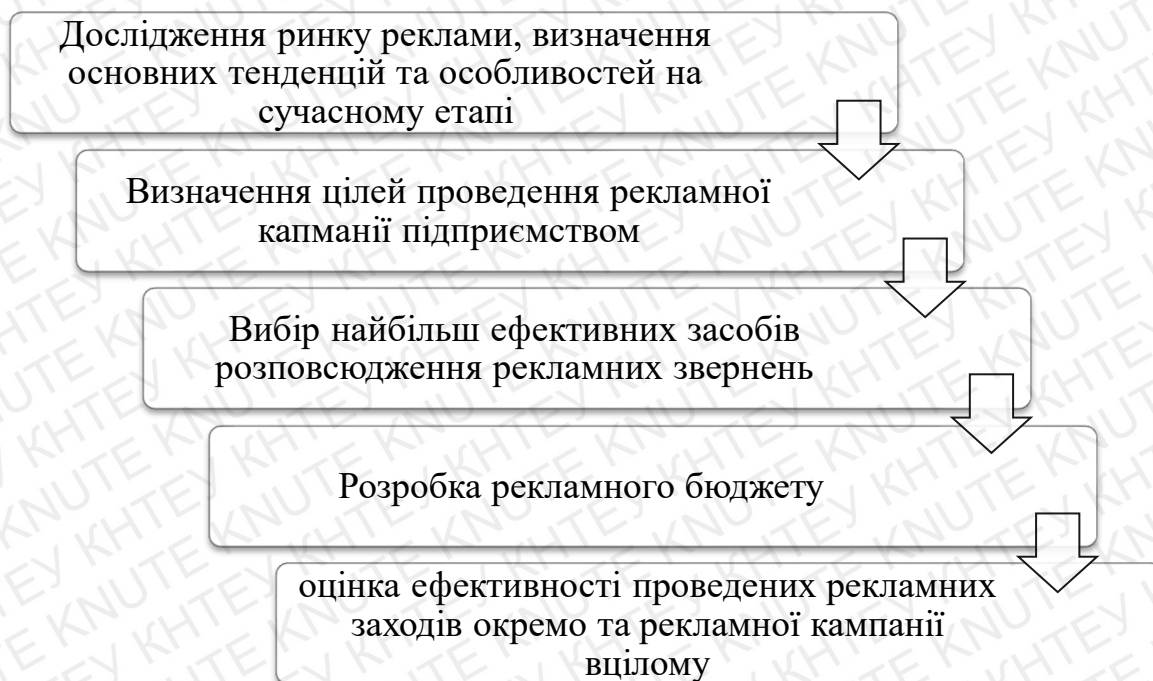 Дослідження ринку реклами, визначення
основних тенденцій та особливостей на
сучасному етапі
Визначення цілей проведення рекламної
капманії підприємством
Вибір найбільш ефективних засобів
розповсюдження рекламних звернень
Розробка рекламного бюджету
оцінка ефективності проведених рекламних
заходів окремо та рекламної кампанії
вцілому